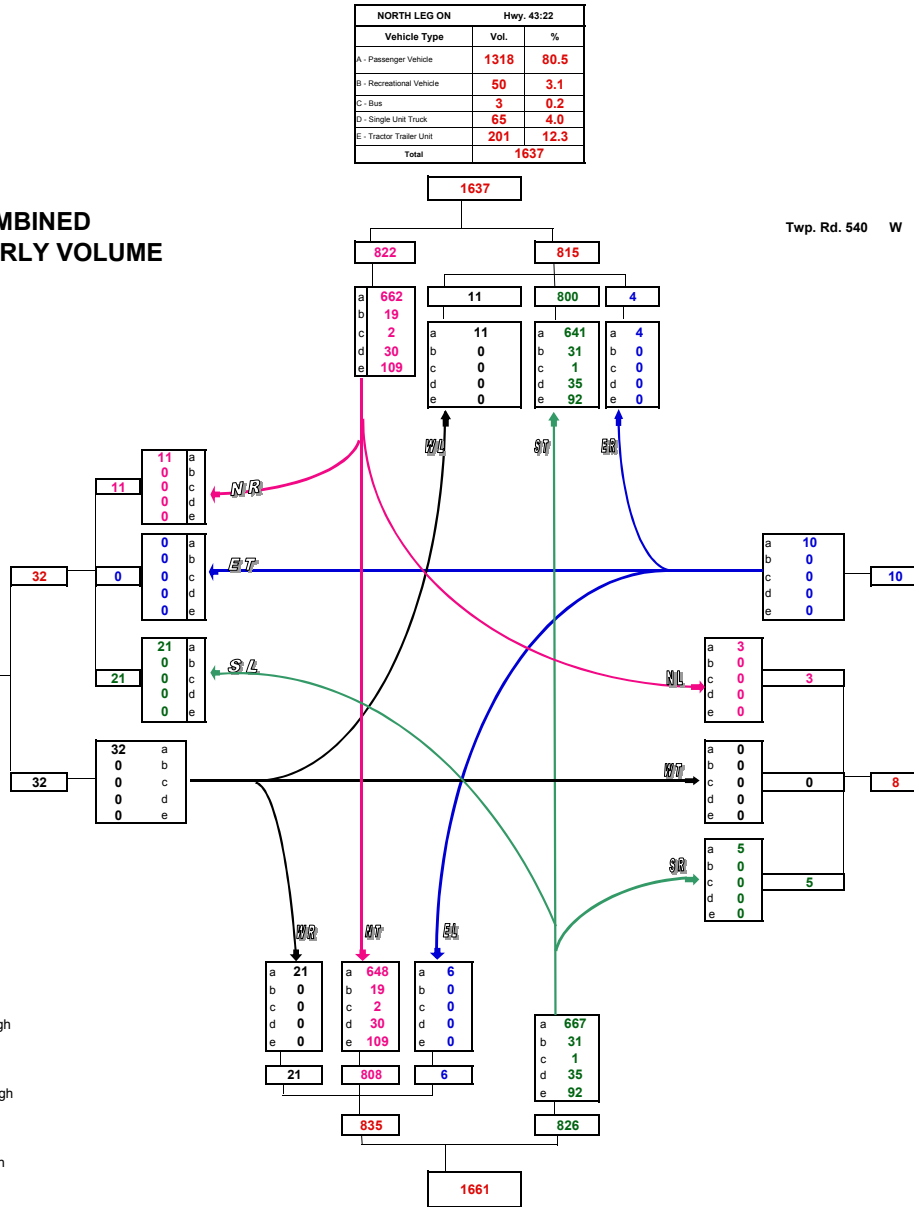 NORTH LEG ON Hwy. 43:22
Vehicle Type Vol. %
A - Passenger Vehicle 1318 80.5
B - Recreational Vehicle 50 3.1
C - Bus 3 0.2
D - Single Unit Truck 65 4.0
E - Tractor Trailer Unit 201 12.3
Total 1637
1637
MBINED
RLY VOLUME
Twp. Rd. 540 W
822 815
11 800 4
a 662
b 19
c 2
d 30
e 109
a 11
b 0
c 0
d 0
e 0
a 641
b 31
c 1
d 35
e 92
a 4
b 0
c 0
d 0
e 0
WL ST ER
11 a
0 b
0 c
0 d
0 e
11
NR
0 a
0 b
0 c
0 d
0 e
32
0
ET
a 10
b 0
c 0
d 0
e 0
10
21 a
0 b
0 c
0 d
0 e
21
SL
a 3
b 0
c 0
d 0
e 0
NL
3
32 a
0 b
0 c
0 d
0 e
32
WT
a 0
b 0
c 0
d 0
e 0
0
8
SR
a 5
b 0
c 0
d 0
e 0
5
WR NT EL
a 21
b 0
c 0
d 0
e 0
a 648
b 19
c 2
d 30
e 109
a 6
b 0
c 0
d 0
e 0
a 667
b 31
c 1
d 35
e 92
gh
gh
h
21 808 6
835 826
1661